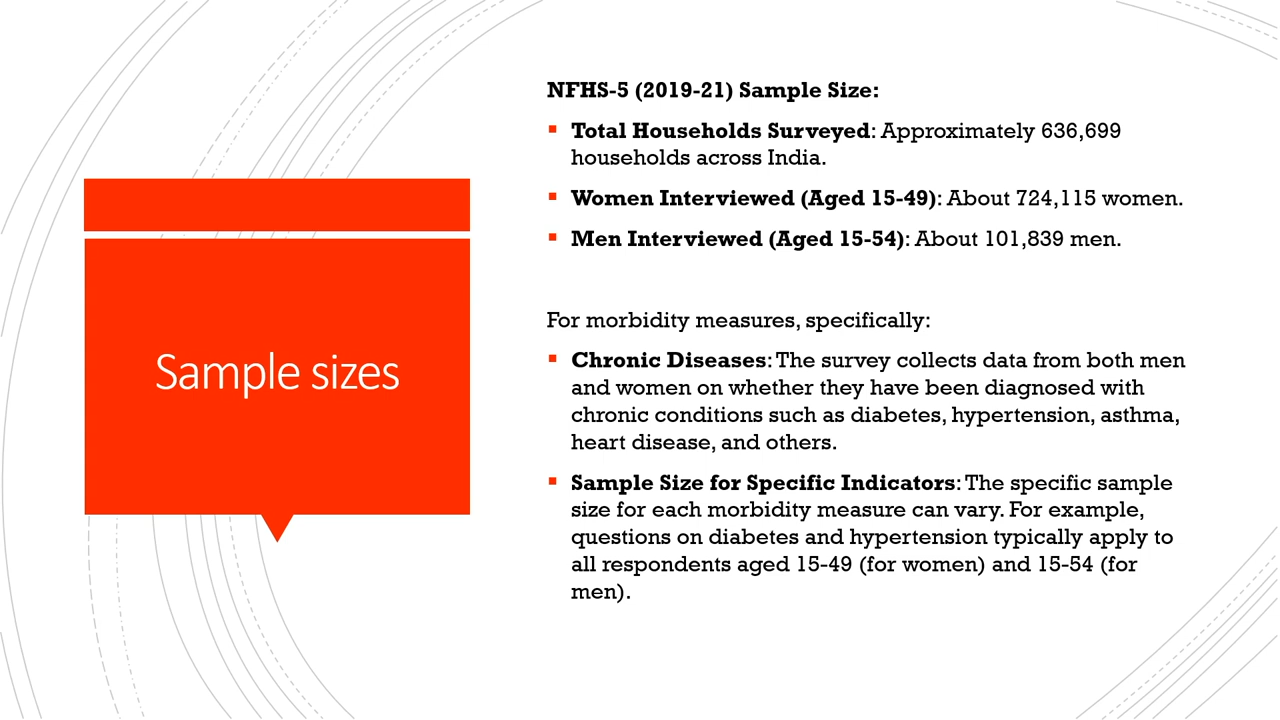 Sample sizes
NFHS-5 (2019-21) Sample Size:
▪ Total Households Surveyed: Approximately 636,699
households across India.
▪ Women Interviewed (Aged 15-49): About 724,115 women.
▪ Men Interviewed (Aged 15-54): About 101,839 men.
For morbidity measures, specifically:
▪ Chronic Diseases: The survey collects data from both men
and women on whether they have been diagnosed with
chronic conditions such as diabetes, hypertension, asthma,
heart disease, and others.
▪ Sample Size for Specific Indicators: The specific sample
size for each morbidity measure can vary. For example,
questions on diabetes and hypertension typically apply to
all respondents aged 15-49 (for women) and 15-54 (for
men).